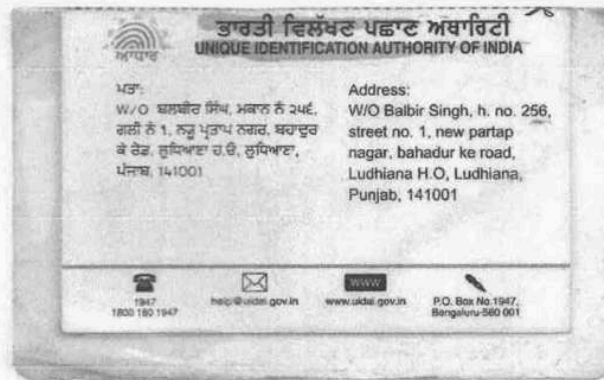 ਭਾਰਤੀ ਵਿਲੱਖਣ ਪਛਾਣ ਅਥਾਰਿਟੀ
UNIQUE IDENTIFICATION AUTHORITY OF INDIA
ਆਧਾਰ
ਪਤਾ:
W/O ਬਲਬੀਰ ਸਿੰਘ, ਮਕਾਨ ਨੰ ੨੫੬,
ਗਲੀ ਨੰ 1, ਨਯੂ ਪ੍ਰਤਾਪ ਨਗਰ, ਬਹਾਦੁਰ
ਕੇ ਰੋਡ, ਲੁਧਿਆਣਾ ਹ.ਓ, ਲੁਧਿਆਣਾ,
ਪੰਜਾਬ, 141001
Address:
W/O Balbir Singh, h. no. 256,
street no. 1, new partap
nagar, bahadur ke road,
Ludhiana H.O, Ludhiana,
Punjab, 141001
1947
1800 180 1947
help@uidai.gov.in
WWW
www.uidai.gov.in
P.O. Box No.1947,
Bengaluru-560 001